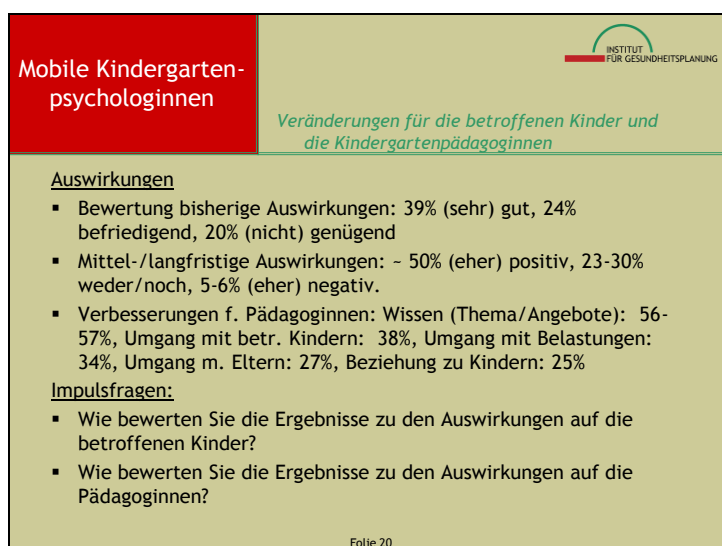 Mobile Kindergarten-
psychologinnen
INSTITUT
FÜR GESUNDHEITSPLANUNG
Veränderungen für die betroffenen Kinder und
die Kindergartenpädagoginnen
Auswirkungen
▪ Bewertung bisherige Auswirkungen: 39% (sehr) gut, 24%
befriedigend, 20% (nicht) genügend
▪ Mittel-/langfristige Auswirkungen: ~ 50% (eher) positiv, 23-30%
weder/noch, 5-6% (eher) negativ.
▪ Verbesserungen f. Pädagoginnen: Wissen (Thema/Angebote): 56-
57%, Umgang mit betr. Kindern: 38%, Umgang mit Belastungen:
34%, Umgang m. Eltern: 27%, Beziehung zu Kindern: 25%
Impulsfragen:
▪ Wie bewerten Sie die Ergebnisse zu den Auswirkungen auf die
betroffenen Kinder?
▪ Wie bewerten Sie die Ergebnisse zu den Auswirkungen auf die
Pädagoginnen?
Folie 20